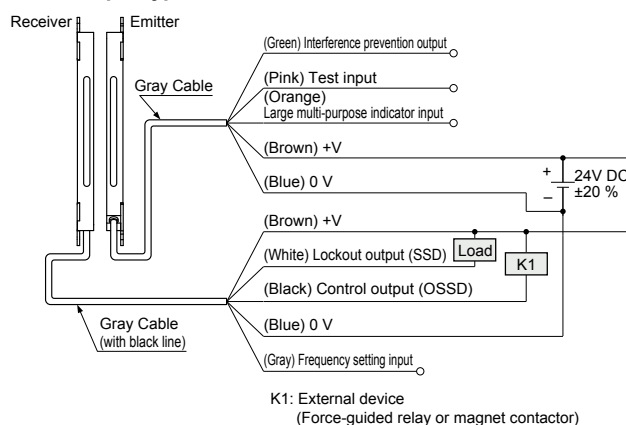 Receiver
Emitter
(Green) Interference prevention output
Gray Cable
(Pink) Test input
(Orange)
Large multi-purpose indicator input
(Brown) +V
(Blue) 0 V
+
−
24V DC
±20 %
(Brown) +V
(White) Lockout output (SSD)
Load
K1
(Black) Control output (OSSD)
(Blue) 0 V
Gray Cable
(with black line)
(Gray) Frequency setting input
K1: External device
(Force-guided relay or magnet contactor)